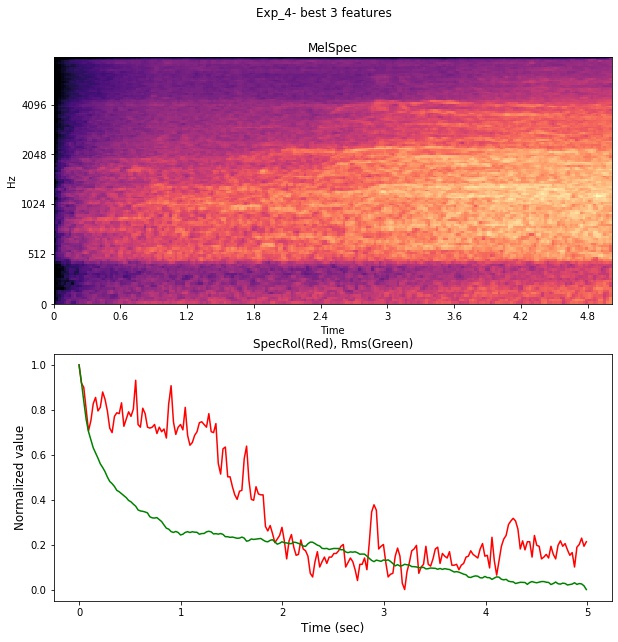 Exp_4- best 3 features
MelSpec
4096
2048
1024
512
0
Hz
0 0.6 1.2 1.8 2.4 3 3.6 4.2 4.8
Time
SpecRol(Red), Rms(Green)
1.0
0.8
0.6
0.4
0.2
0.0
Normalized value
0 1 2 3 4 5
Time (sec)